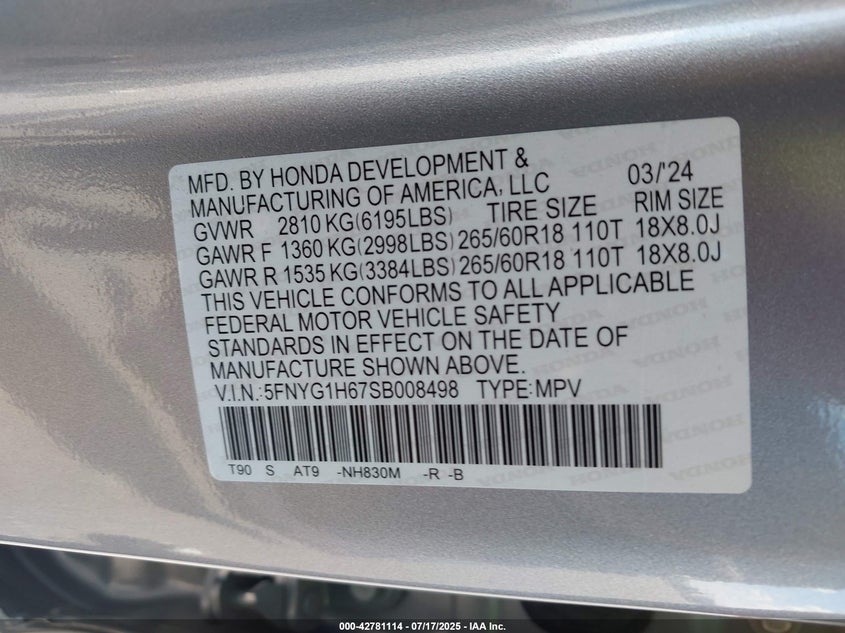 MFD. BY HONDA DEVELOPMENT &
MANUFACTURING OF AMERICA, LLC 03/'24
GVWR 2810 KG(6195LBS) TIRE SIZE RIM SIZE
GAWR F 1360 KG(2998LBS) 265/60R18 110T 18X8.0J
GAWR R 1535 KG(3384LBS) 265/60R18 110T 18X8.0J
THIS VEHICLE CONFORMS TO ALL APPLICABLE
FEDERAL MOTOR VEHICLE SAFETY
STANDARDS IN EFFECT ON THE DATE OF
MANUFACTURE SHOWN ABOVE.
V.I.N.:5FNYG1H67SB008498 TYPE:MPV
T90 S AT9 -NH830M -R -B
000-42781114 - 07/17/2025 - IAA Inc.